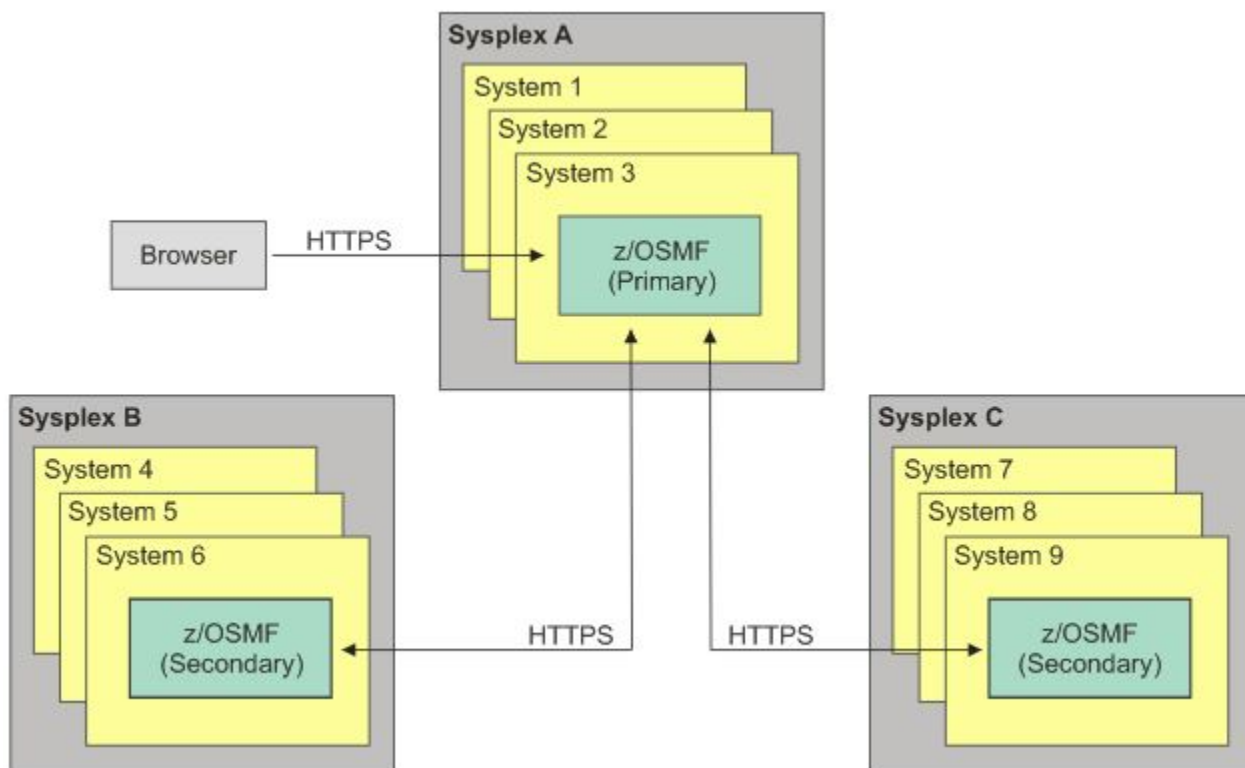 Sysplex A
System 1
System 2
System 3
z/OSMF
(Primary)
Browser
HTTPS
Sysplex B
System 4
System 5
System 6
z/OSMF
(Secondary)
HTTPS
HTTPS
Sysplex C
System 7
System 8
System 9
z/OSMF
(Secondary)